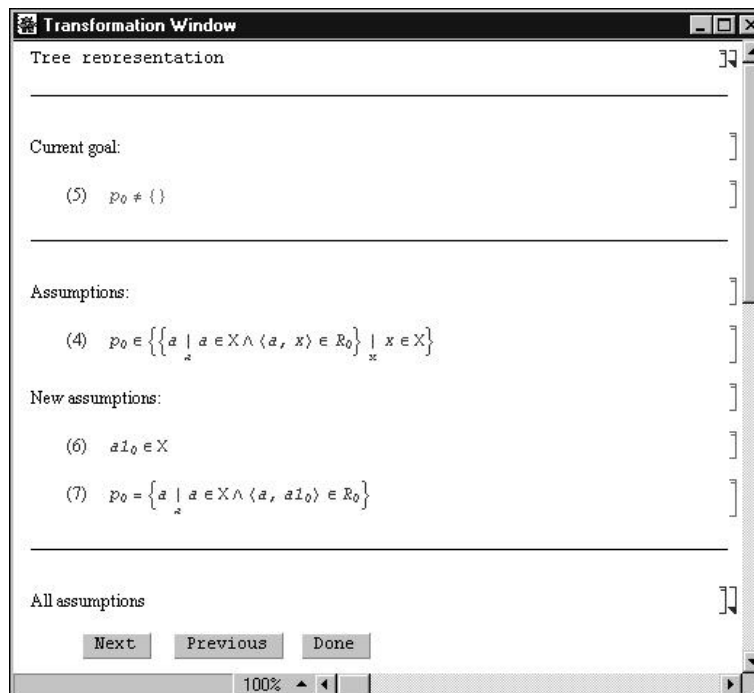 Transformation Window
Tree representation
Current goal:
(5) p₀ ≠ {}
Assumptions:
(4) p₀ ∈ {{a | a ∈ X ∧ ⟨a, x⟩ ∈ R₀} | x ∈ X}
a x
New assumptions:
(6) a1₀ ∈ X
(7) p₀ = {a | a ∈ X ∧ ⟨a, a1₀⟩ ∈ R₀}
a
All assumptions
Next Previous Done
100%